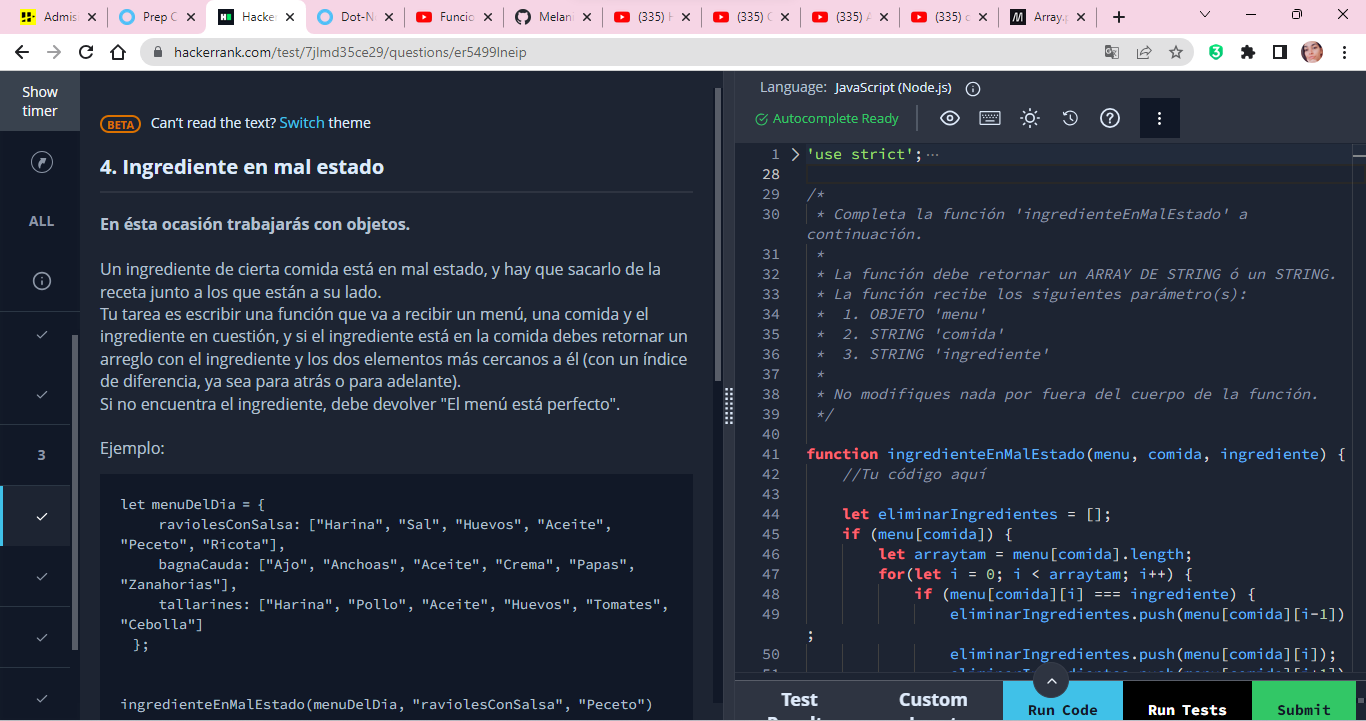 Admis
Prep C
Hacke
Dot-N
Funcio
Melan
(335) H
(335) C
(335) A
(335) c
Array.p
hackerrank.com/test/7jlmd35ce29/questions/er5499lneip
Show
timer
ALL
3
BETA Can't read the text? Switch theme
4. Ingrediente en mal estado
En ésta ocasión trabajarás con objetos.
Un ingrediente de cierta comida está en mal estado, y hay que sacarlo de la
receta junto a los que están a su lado.
Tu tarea es escribir una función que va a recibir un menú, una comida y el
ingrediente en cuestión, y si el ingrediente está en la comida debes retornar un
arreglo con el ingrediente y los dos elementos más cercanos a él (con un índice
de diferencia, ya sea para atrás o para adelante).
Si no encuentra el ingrediente, debe devolver "El menú está perfecto".
Ejemplo:
let menuDelDia = {
raviolesConSalsa: ["Harina", "Sal", "Huevos", "Aceite",
"Peceto", "Ricota"],
bagnaCauda: ["Ajo", "Anchoas", "Aceite", "Crema", "Papas",
"Zanahorias"],
tallarines: ["Harina", "Pollo", "Aceite", "Huevos", "Tomates",
"Cebolla"]
};
ingredienteEnMalEstado(menuDelDia, "raviolesConSalsa", "Peceto")
Language: JavaScript (Node.js)
Autocomplete Ready
1 'use strict'; ...
28
29 /*
30 * Completa la función 'ingredienteEnMalEstado' a
continuación.
31 *
32 * La función debe retornar un ARRAY DE STRING ó un STRING.
33 * La función recibe los siguientes parámetro(s):
34 * 1. OBJETO 'menu'
35 * 2. STRING 'comida'
36 * 3. STRING 'ingrediente'
37 *
38 * No modifiques nada por fuera del cuerpo de la función.
39 */
40
41 function ingredienteEnMalEstado(menu, comida, ingrediente) {
42 //Tu código aquí
43
44 let eliminarIngredientes = [];
45 if (menu[comida]) {
46 let arraytam = menu[comida].length;
47 for(let i = 0; i < arraytam; i++) {
48 if (menu[comida][i] === ingrediente) {
49 eliminarIngredientes.push(menu[comida][i-1])
;
50 eliminarIngredientes.push(menu[comida][i]);
Test
Custom
Run Code
Run Tests
Submit